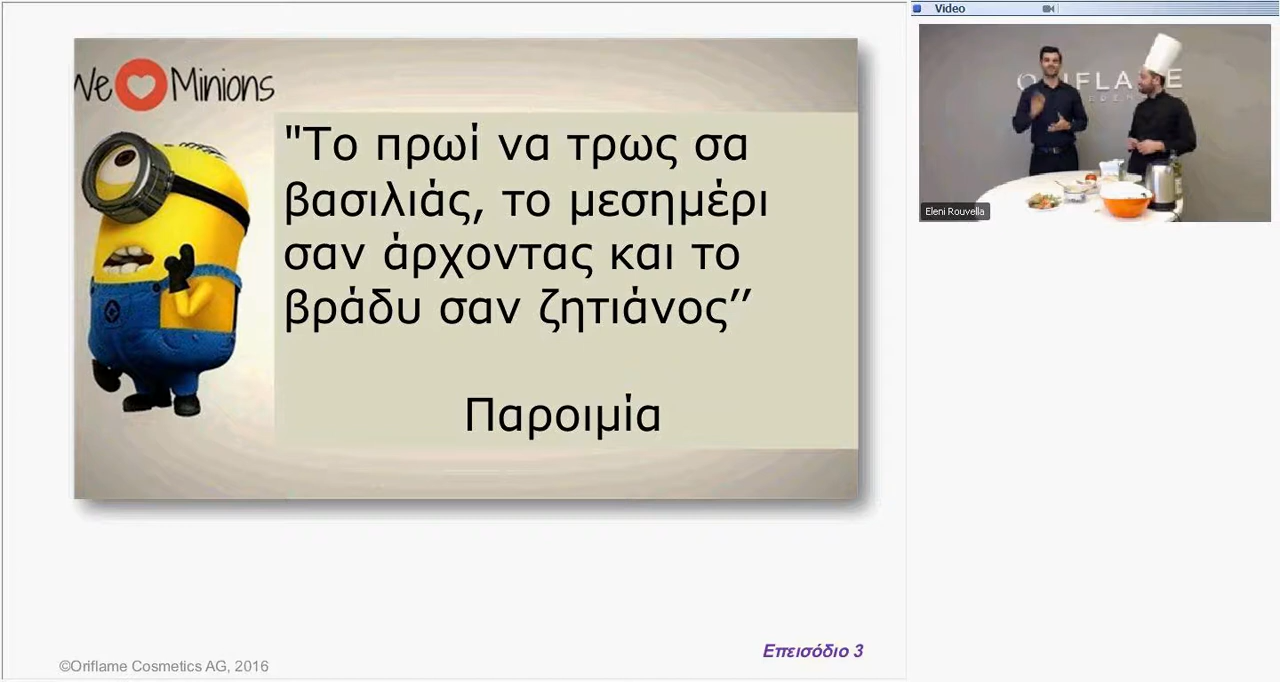 We Minions
"Το πρωί να τρως σα
βασιλιάς, το μεσημέρι
σαν άρχοντας και το
βράδυ σαν ζητιάνος’’
Παροιμία
Επεισόδιο 3
©Oriflame Cosmetics AG, 2016
Video
ORIFLAME
Eleni Rouvella